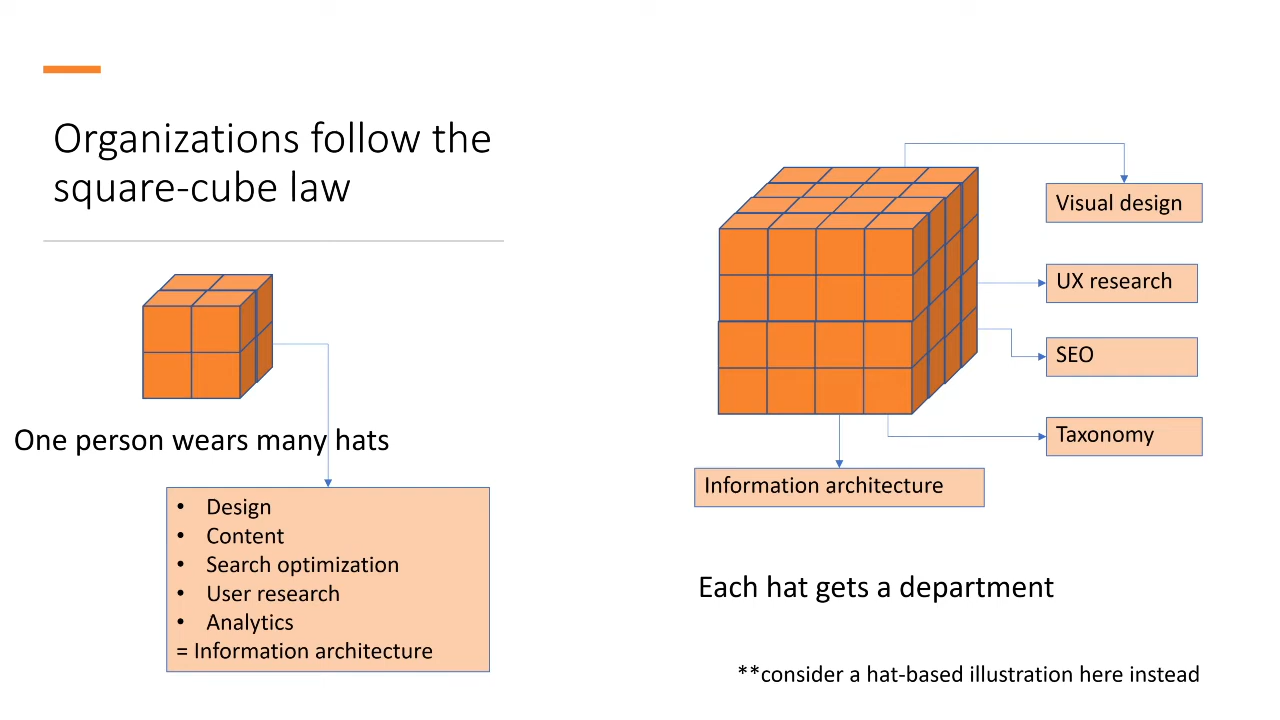 Organizations follow the
square-cube law
One person wears many hats
• Design
• Content
• Search optimization
• User research
• Analytics
= Information architecture
Visual design
UX research
SEO
Taxonomy
Information architecture
Each hat gets a department
**consider a hat-based illustration here instead